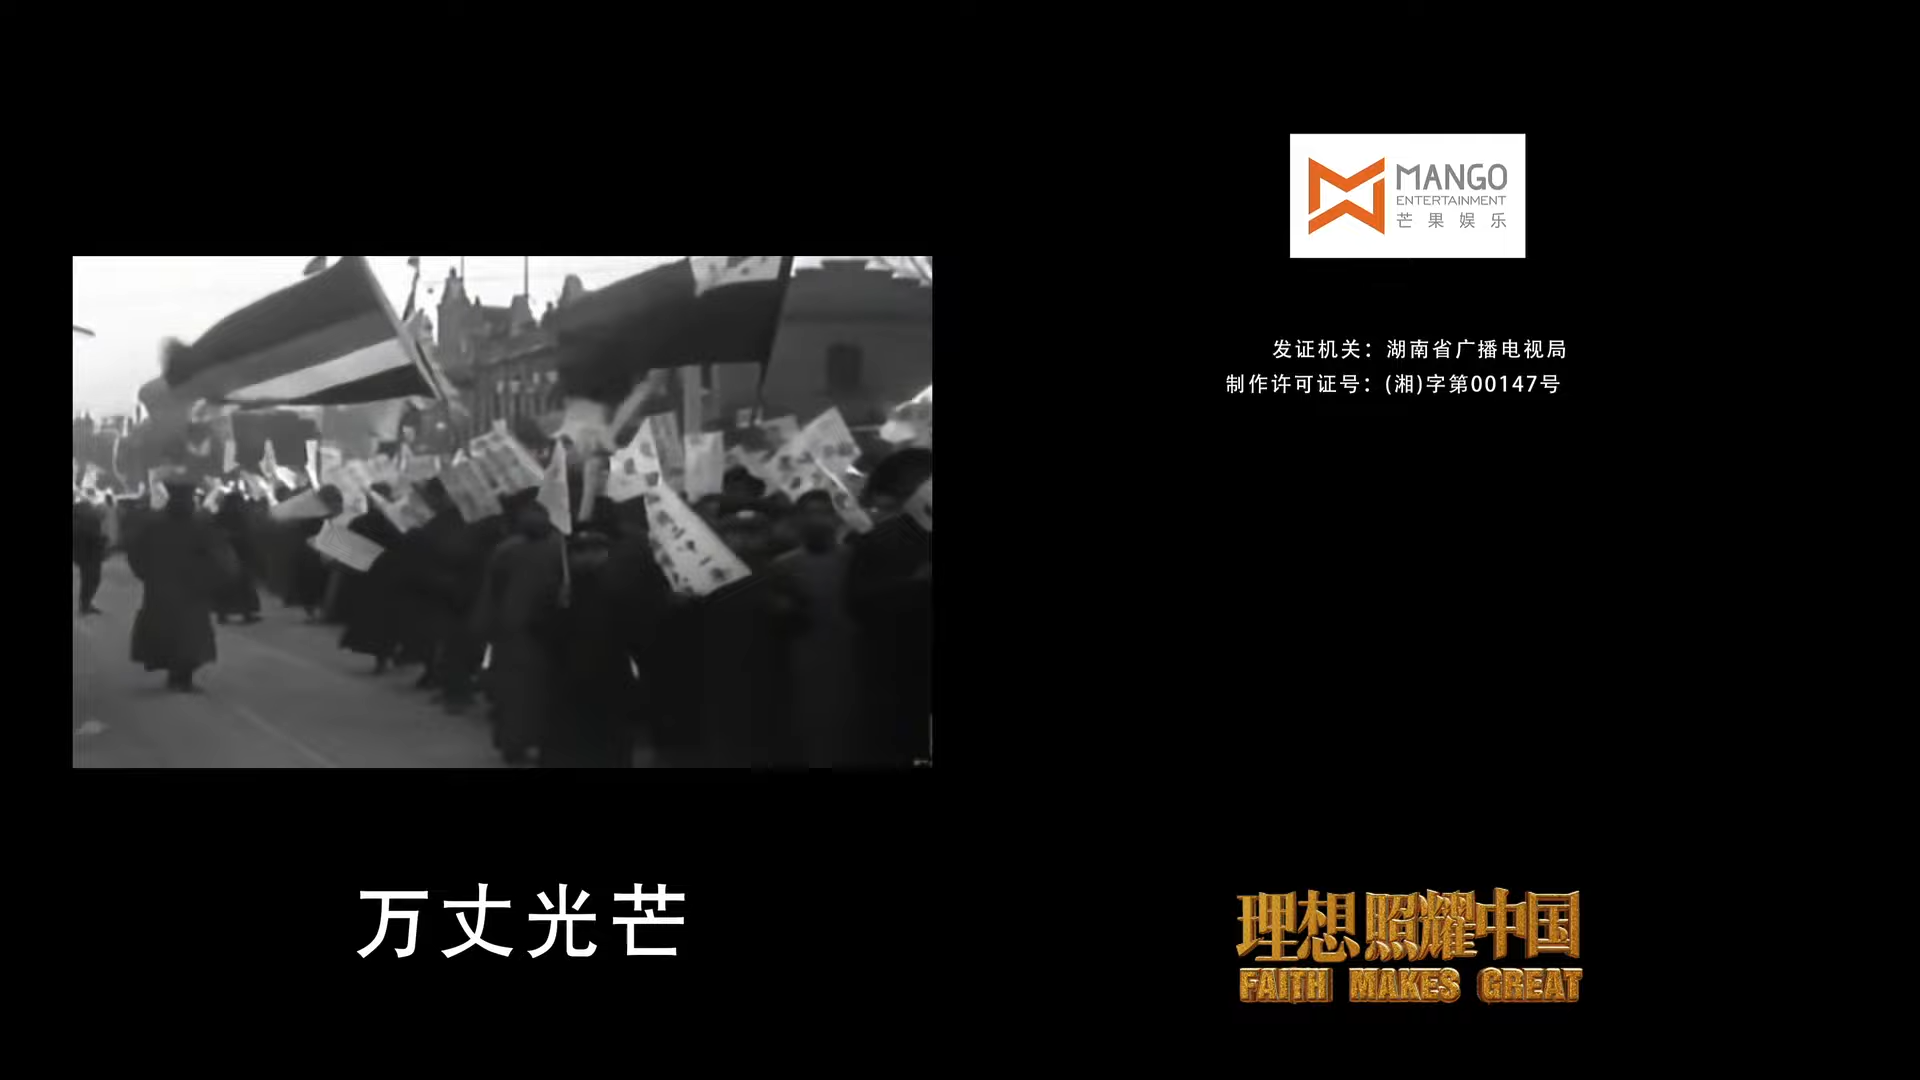 MANGO
ENTERTAINMENT
芒果娱乐
发证机关：湖南省广播电视局
制作许可证号：(湘)字第00147号
万丈光芒
理想照耀中国
FAITH MAKES GREAT